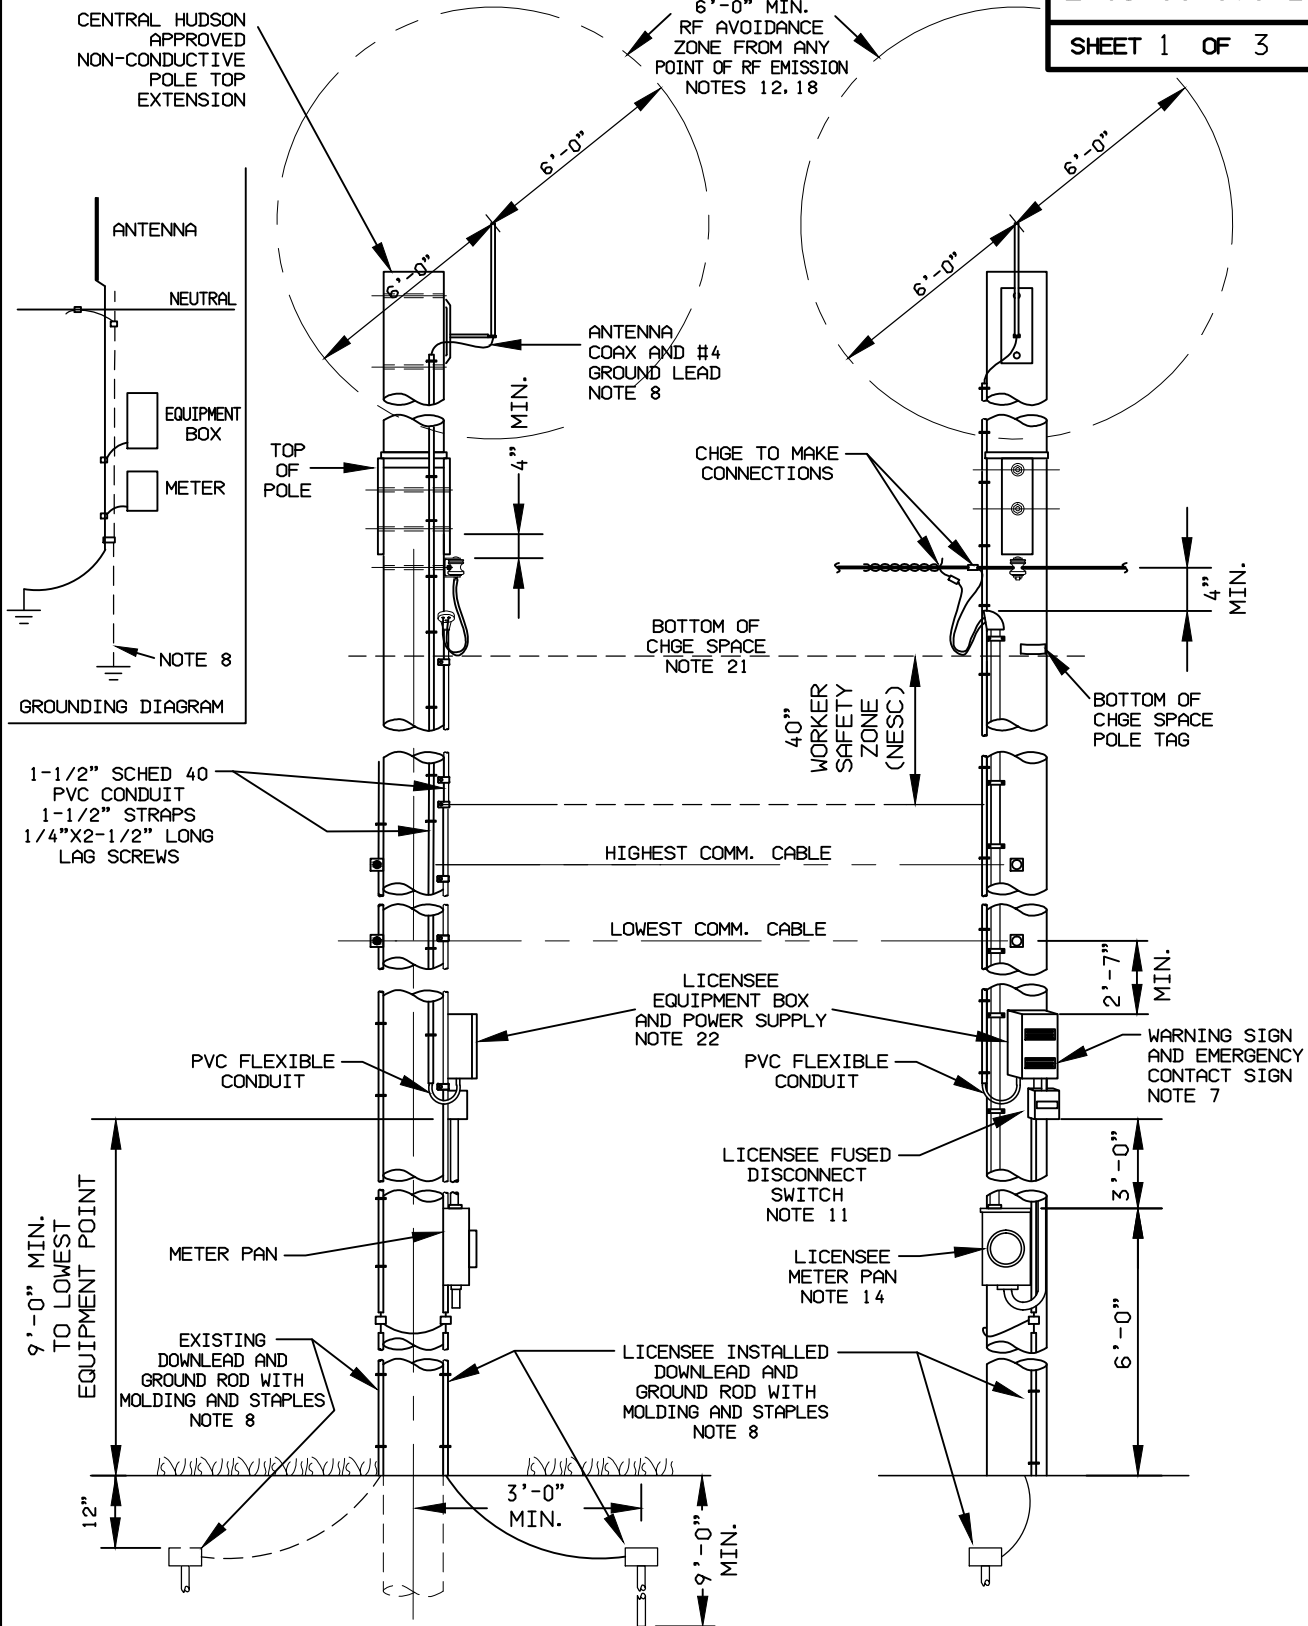 CENTRAL HUDSON
APPROVED
NON-CONDUCTIVE
POLE TOP
EXTENSION
6'-0" MIN.
RF AVOIDANCE
ZONE FROM ANY
POINT OF RF EMISSION
NOTES 12,18
SHEET 1 OF 3
6'-0"
6'-0"
6'-0"
6'-0"
ANTENNA
NEUTRAL
EQUIPMENT
BOX
METER
NOTE 8
GROUNDING DIAGRAM
ANTENNA
COAX AND #4
GROUND LEAD
NOTE 8
TOP
OF
POLE
4" MIN.
CHGE TO MAKE
CONNECTIONS
4"
MIN.
BOTTOM OF
CHGE SPACE
NOTE 21
40"
WORKER
SAFETY
ZONE
(NESC)
BOTTOM OF
CHGE SPACE
POLE TAG
1-1/2" SCHED 40
PVC CONDUIT
1-1/2" STRAPS
1/4"X2-1/2" LONG
LAG SCREWS
HIGHEST COMM. CABLE
LOWEST COMM. CABLE
2'-7"
MIN.
LICENSEE
EQUIPMENT BOX
AND POWER SUPPLY
NOTE 22
PVC FLEXIBLE
CONDUIT
PVC FLEXIBLE
CONDUIT
WARNING SIGN
AND EMERGENCY
CONTACT SIGN
NOTE 7
LICENSEE FUSED
DISCONNECT
SWITCH
NOTE 11
3'-0"
9'-0" MIN.
TO LOWEST
EQUIPMENT POINT
METER PAN
LICENSEE
METER PAN
NOTE 14
6'-0"
EXISTING
DOWNLEAD AND
GROUND ROD WITH
MOLDING AND STAPLES
NOTE 8
LICENSEE INSTALLED
DOWNLEAD AND
GROUND ROD WITH
MOLDING AND STAPLES
NOTE 8
12"
3'-0"
MIN.
9'-0"
MIN.